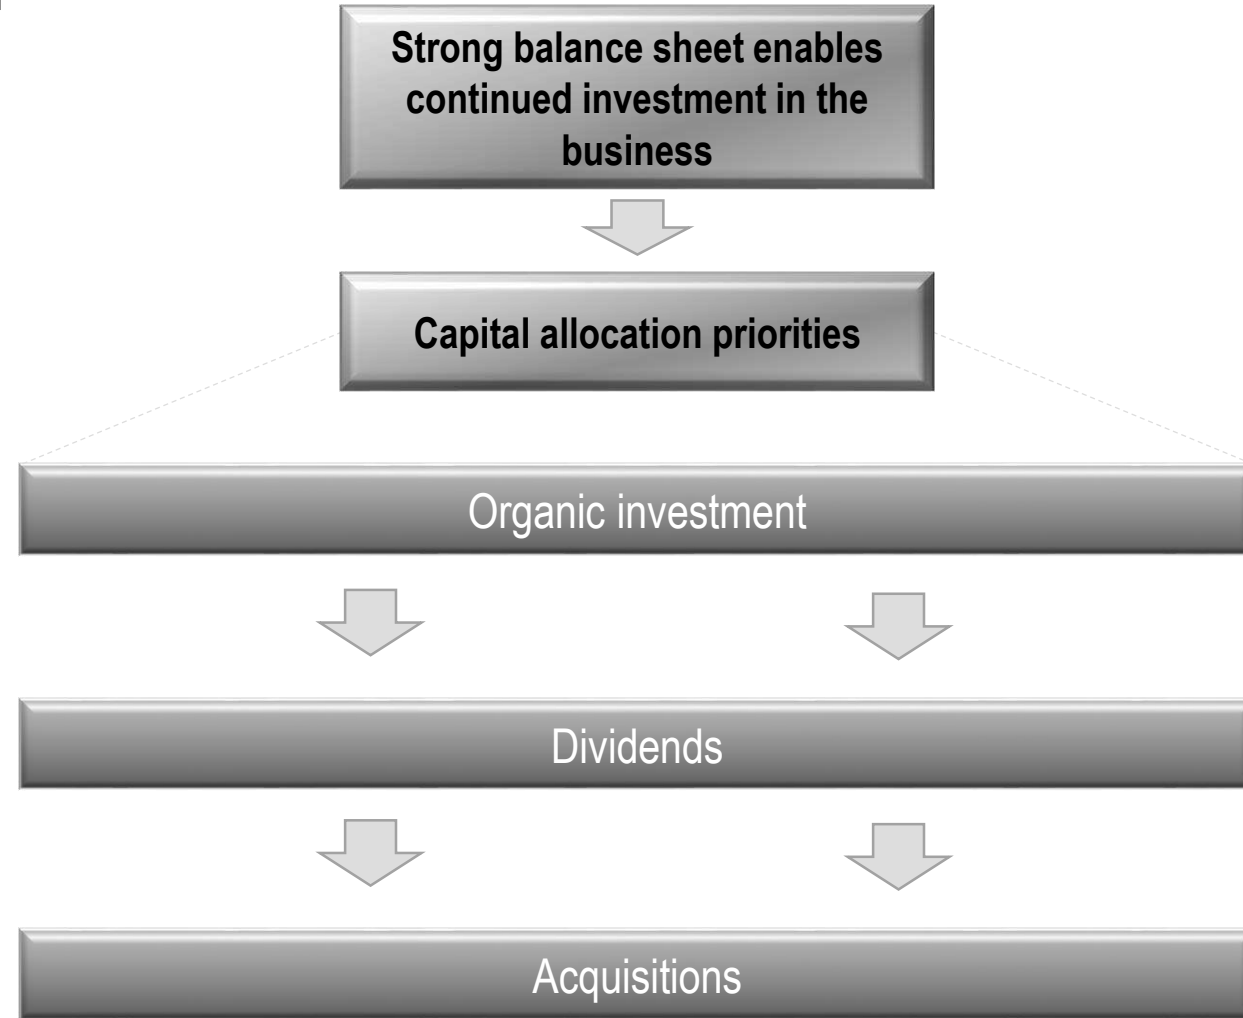 Strong balance sheet enables
continued investment in the
business
Capital allocation priorities
Organic investment
Dividends
Acquisitions